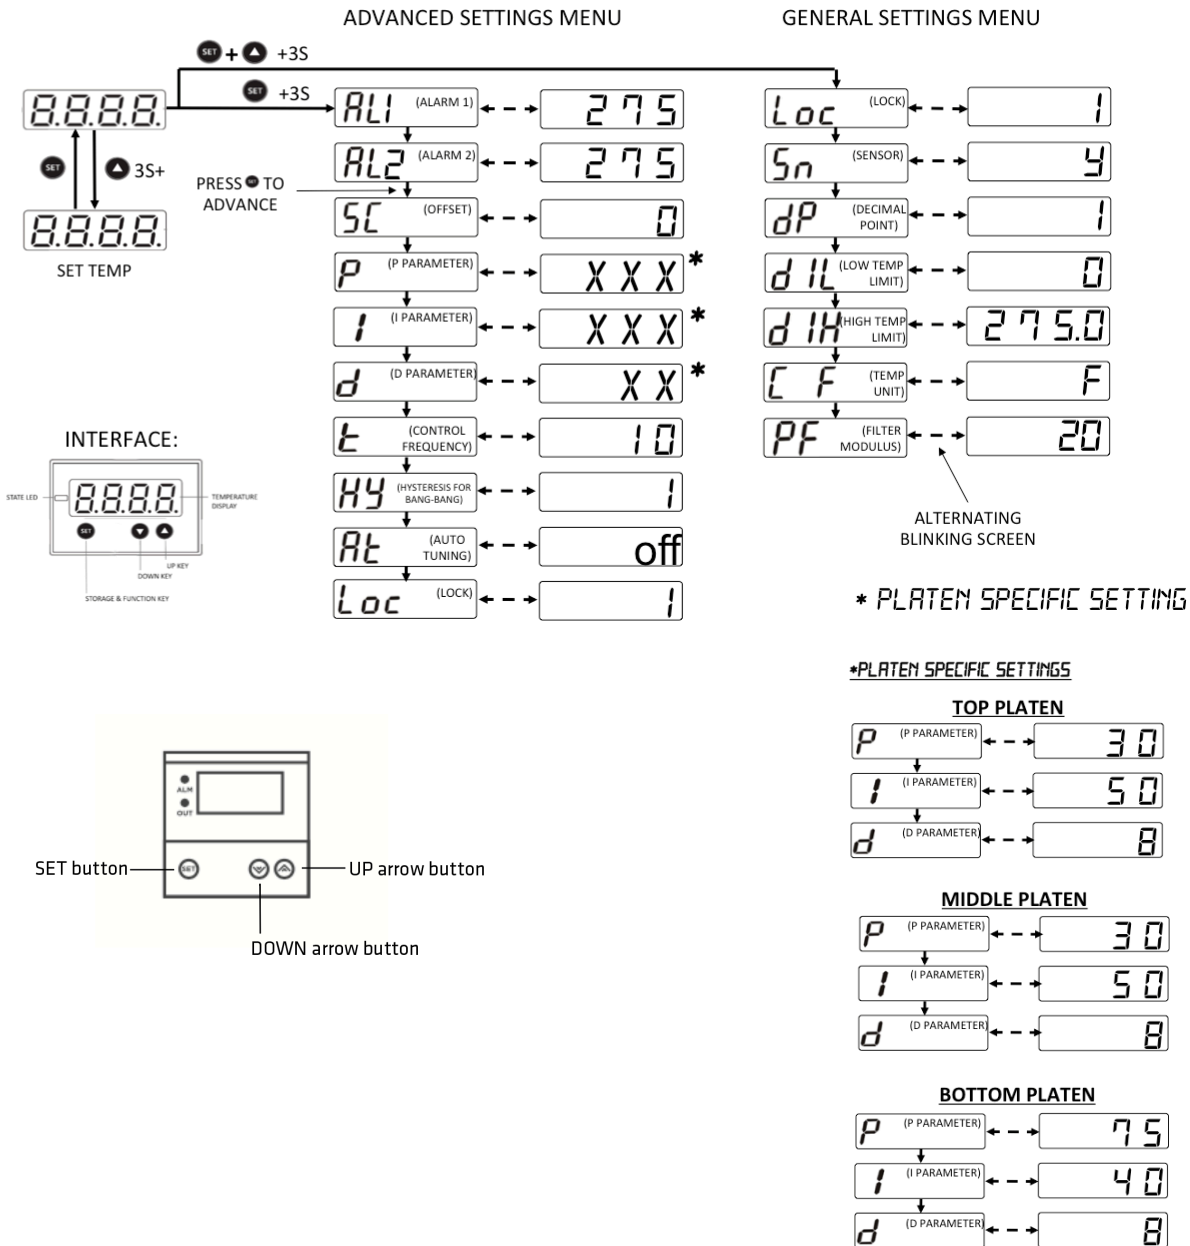 ADVANCED SETTINGS MENU
GENERAL SETTINGS MENU
SET + +3S
SET +3S
8.8.8.8.
SET
3S+
8.8.8.8.
SET TEMP
PRESS SET TO
ADVANCE
AL1 (ALARM 1) 275
AL2 (ALARM 2) 275
SC (OFFSET) 0
P (P PARAMETER) XXX *
I (I PARAMETER) XXX *
d (D PARAMETER) XX *
t (CONTROL
FREQUENCY) 10
HY (HYSTERESIS FOR
BANG-BANG) 1
At (AUTO
TUNING) off
Loc (LOCK) 1
Loc (LOCK) 1
Sn (SENSOR) Y
dP (DECIMAL
POINT) 1
dIL (LOW TEMP
LIMIT) 0
dIH (HIGH TEMP
LIMIT) 275.0
C F (TEMP
UNIT) F
PF (FILTER
MODULUS) 20
ALTERNATING
BLINKING SCREEN
* PLATEN SPECIFIC SETTING
INTERFACE:
STATE LED
8.8.8.8.
TEMPERATURE
DISPLAY
SET
UP KEY
DOWN KEY
STORAGE & FUNCTION KEY
ALM
OUT
SET
SET button
UP arrow button
DOWN arrow button
*PLATEN SPECIFIC SETTINGS
TOP PLATEN
P (P PARAMETER) 30
I (I PARAMETER) 50
d (D PARAMETER) 8
MIDDLE PLATEN
P (P PARAMETER) 30
I (I PARAMETER) 50
d (D PARAMETER) 8
BOTTOM PLATEN
P (P PARAMETER) 75
I (I PARAMETER) 40
d (D PARAMETER) 8